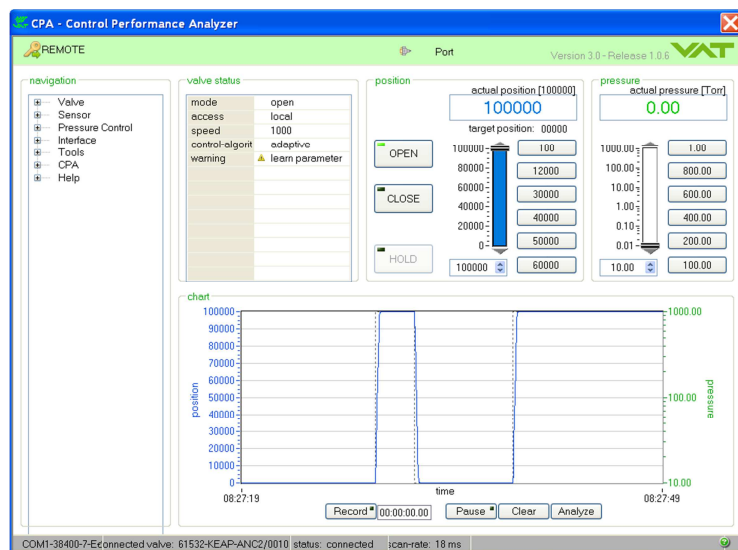 CPA - Control Performance Analyzer
REMOTE
Port
Version 3.0 - Release 1.0.6
VAT
navigation
Valve
Sensor
Pressure Control
Interface
Tools
CPA
Help
valve status
mode open
access local
speed 1000
control-algorit adaptive
warning learn parameter
position
actual position [100000]
100000
target position: 00000
OPEN
CLOSE
HOLD
100000
80000
60000
40000
20000
0
100000
100
12000
30000
40000
50000
60000
pressure
actual pressure [Torr]
0.00
1000.00
100.00
10.00
1.00
0.10
0.01
10.00
1.00
800.00
600.00
400.00
200.00
100.00
chart
position
100000
90000
80000
70000
60000
50000
40000
30000
20000
10000
0
1000.00
100.00
10.00
pressure
08:27:19
time
08:27:49
Record 00:00:00.00 Pause Clear Analyze
COM1-38400-7-E connected valve: 61532-KEAP-ANC2/0010 status: connected scan-rate: 18 ms